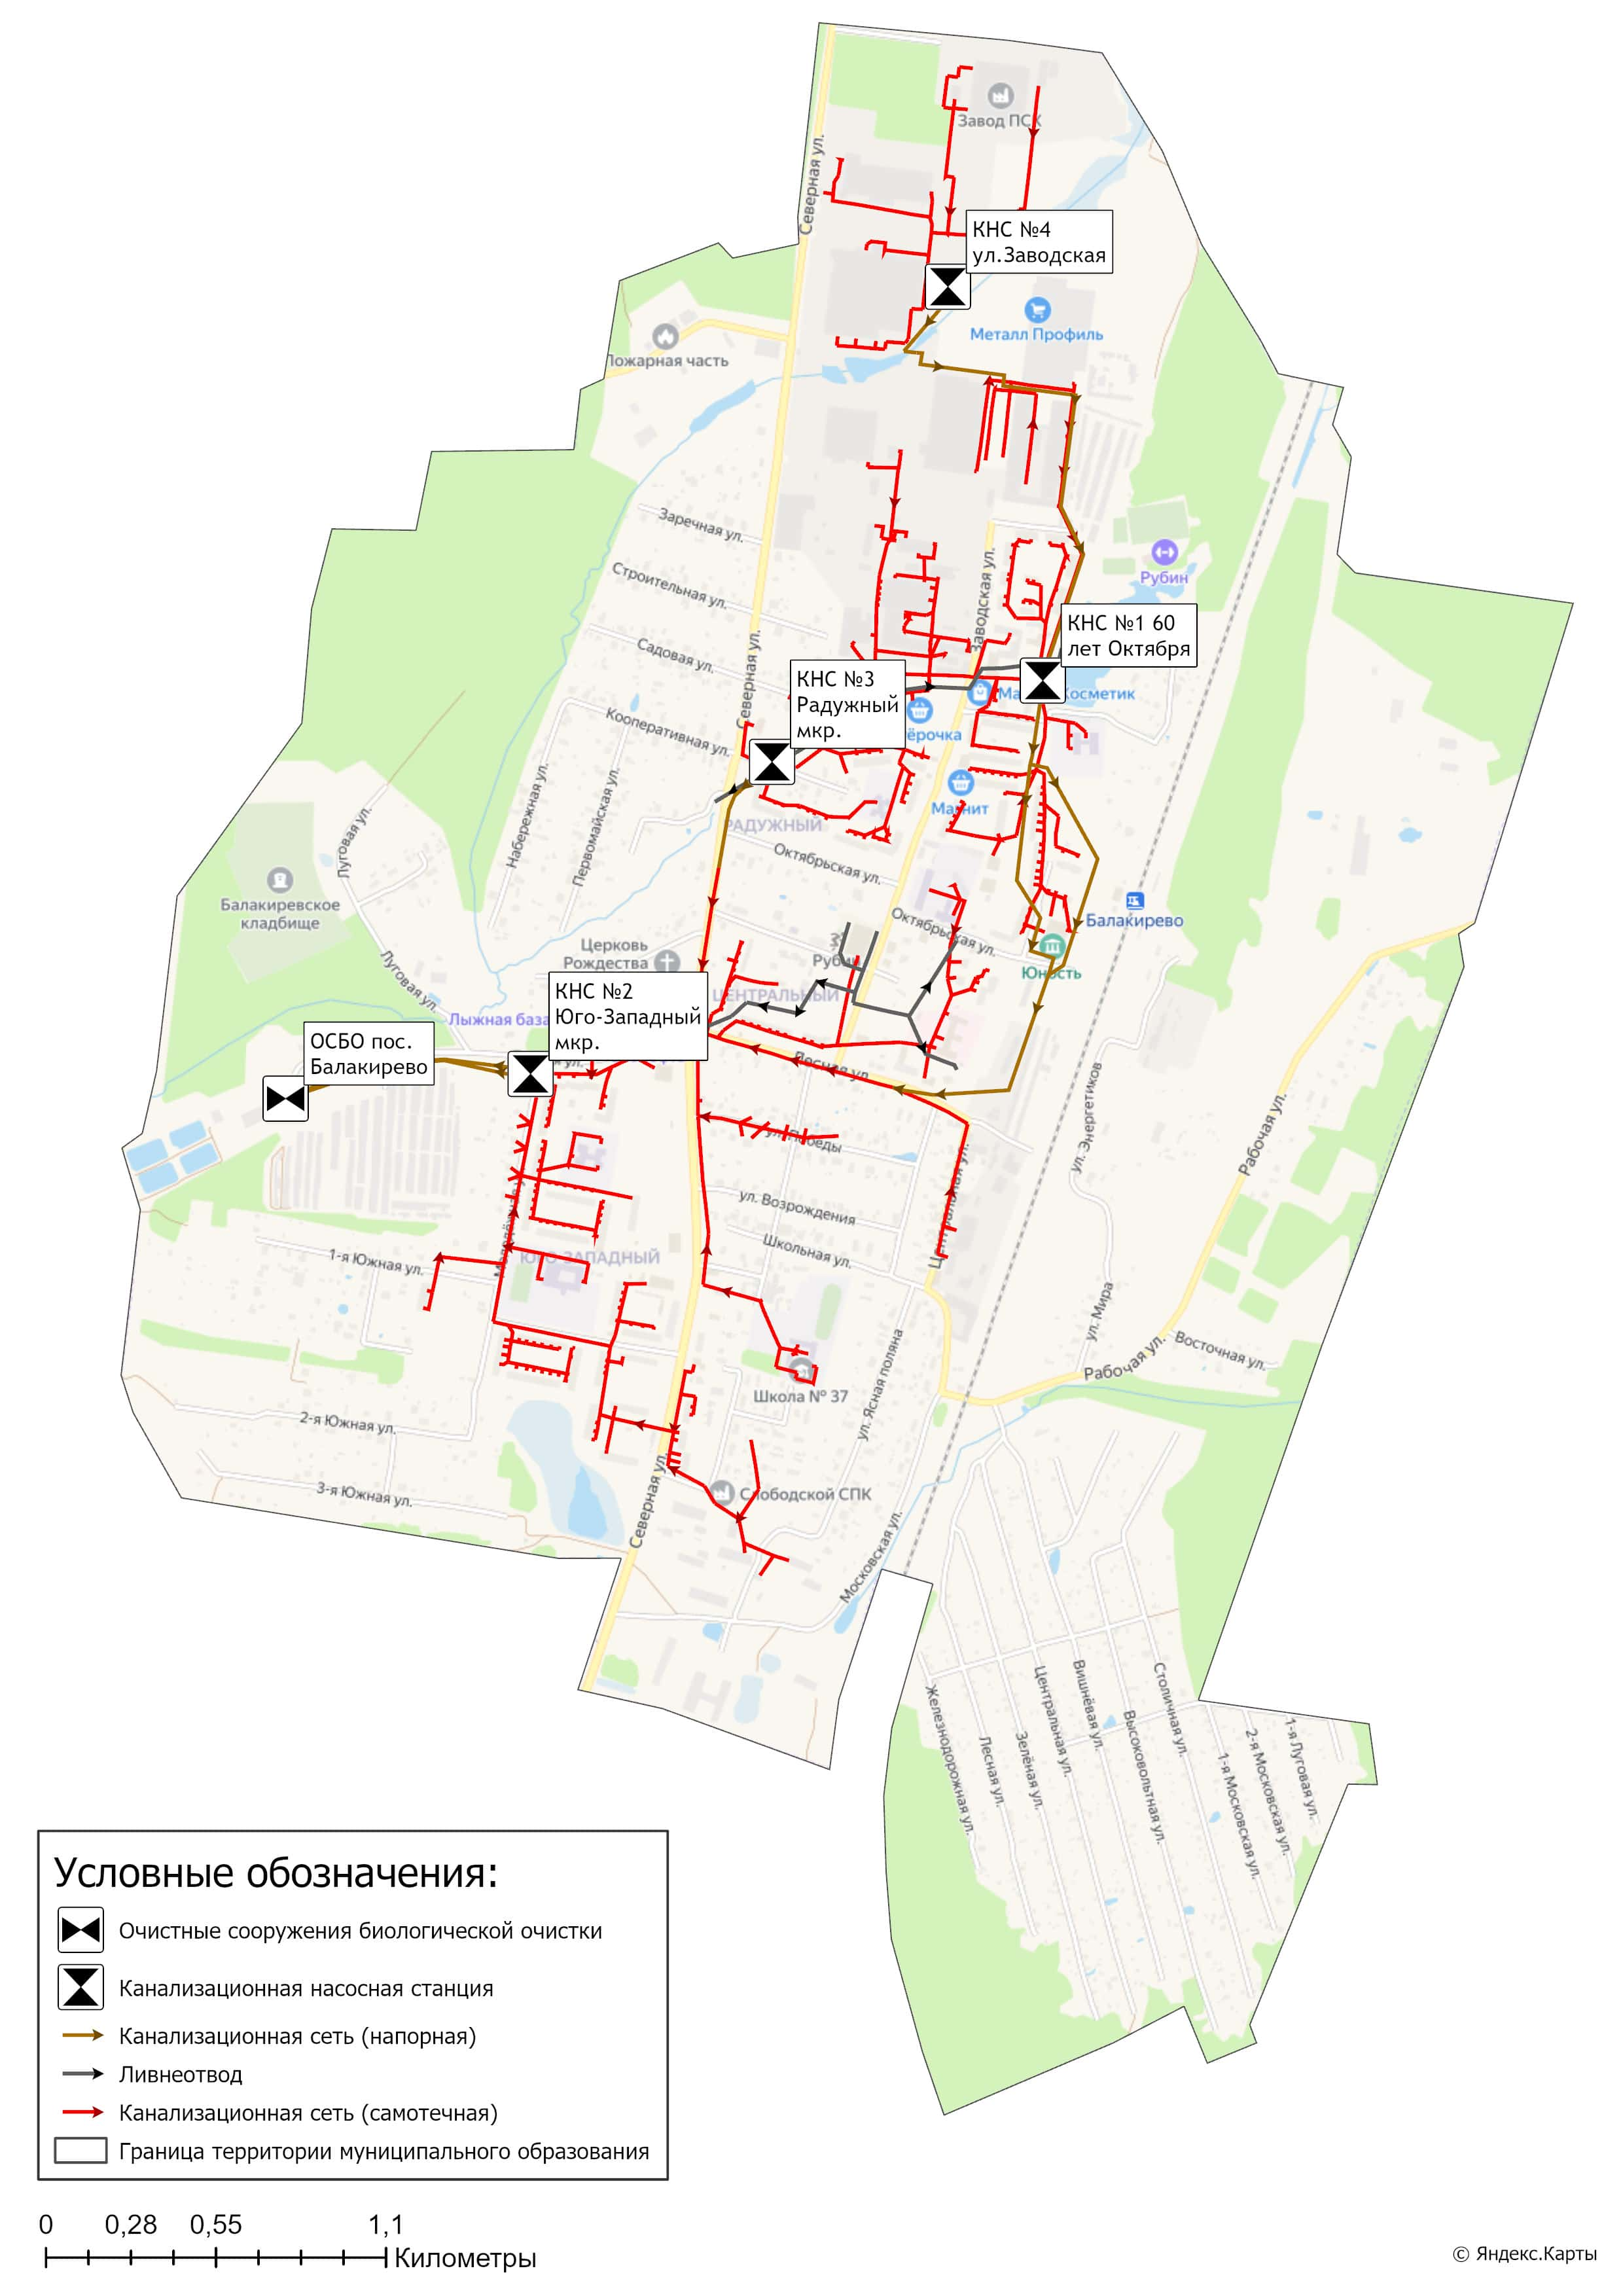 Завод ПСК
Северная ул.
КНС №4
ул.Заводская
Металл Профиль
Пожарная часть
Заречная ул.
Строительная ул.
Садовая ул.
Северная ул.
Заводская ул.
Рубин
КНС №1 60
лет Октября
КНС №3
Радужный
мкр.
Косметик
ёрочка
Кооперативная ул.
Магнит
РАДУЖНЫЙ
Набережная ул.
Первомайская ул.
Луговая ул.
Октябрьская ул.
Балакиревское
кладбище
Балакирево
Октябрьская ул.
Церковь
Рождества
Рубин
Юность
Луговая ул.
КНС №2
Юго-Западный
мкр.
ЦЕНТРАЛЬНЫЙ
Лыжная база
ОСБО пос.
Балакирево
ул.
Лесная ул.
ул. Победы
ул. Энергетиков
Рабочая ул.
ул. Возрождения
Школьная ул.
Центральная ул.
1-я Южная ул.
Молодёжная у
ЮГО-ЗАПАДНЫЙ
ул. Мира
Рабочая ул.
Восточная ул.
Школа № 37
ул. Ясная поляна
2-я Южная ул.
3-я Южная ул.
Северная ул.
Слободской СПК
Московская ул.
Железнодорожная ул.
Лесная ул.
Зелёная ул.
Центральная ул.
Вишнёвая ул.
Высоковольтная ул.
Столичная ул.
1-я Московская ул.
2-я Московская ул.
1-я Луговая ул.
Условные обозначения:
Очистные сооружения биологической очистки
Канализационная насосная станция
Канализационная сеть (напорная)
Ливнеотвод
Канализационная сеть (самотечная)
Граница территории муниципального образования
0 0,28 0,55 1,1
Километры
© Яндекс.Карты